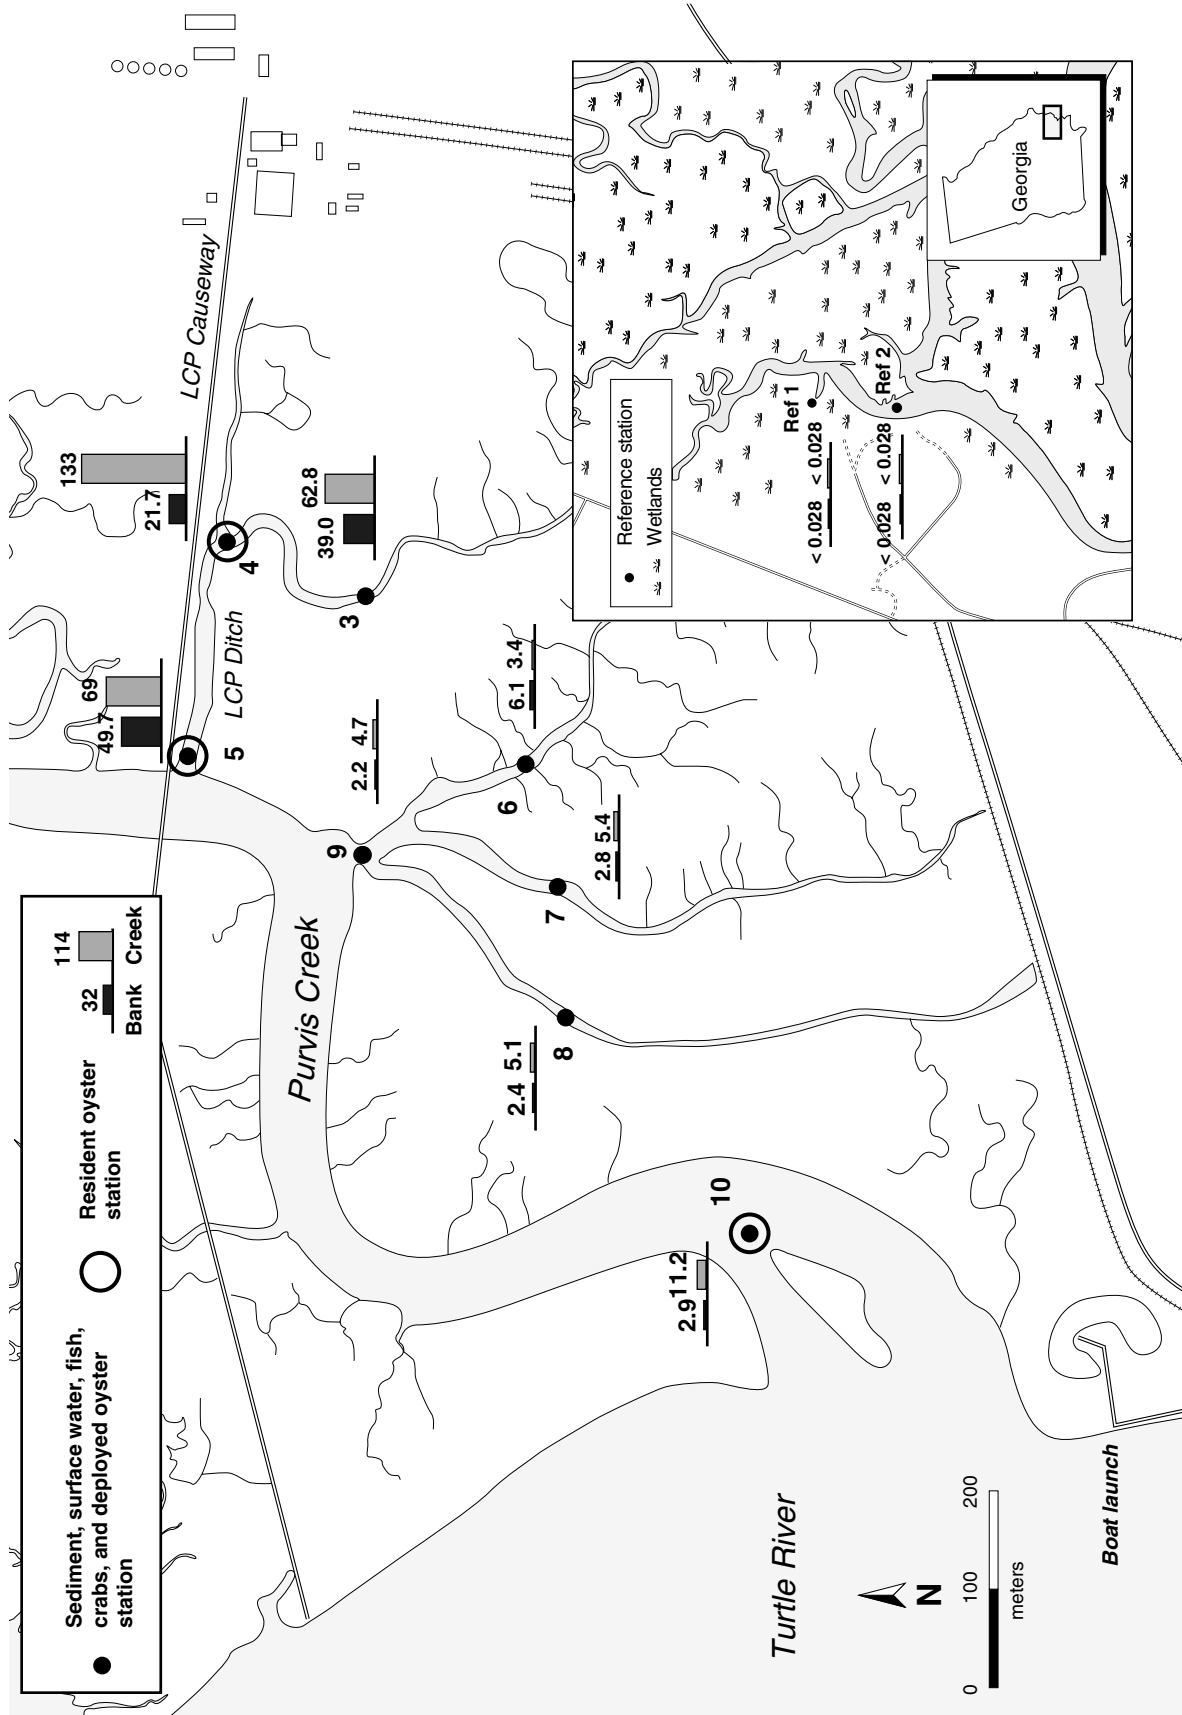 Sediment, surface water, fish,
crabs, and deployed oyster
station
Resident oyster
station
32
114
Bank
Creek
LCP Causeway
LCP Ditch
Purvis Creek
Turtle River
Boat launch
49.7
69
5
21.7
133
4
39.0
62.8
3
2.2
4.7
9
6.1
3.4
6
2.8
5.4
7
2.4
5.1
8
2.9
11.2
10
N
0
100
200
meters
Reference station
Wetlands
Ref 1
< 0.028
< 0.028
Ref 2
< 0.028
< 0.028
Georgia